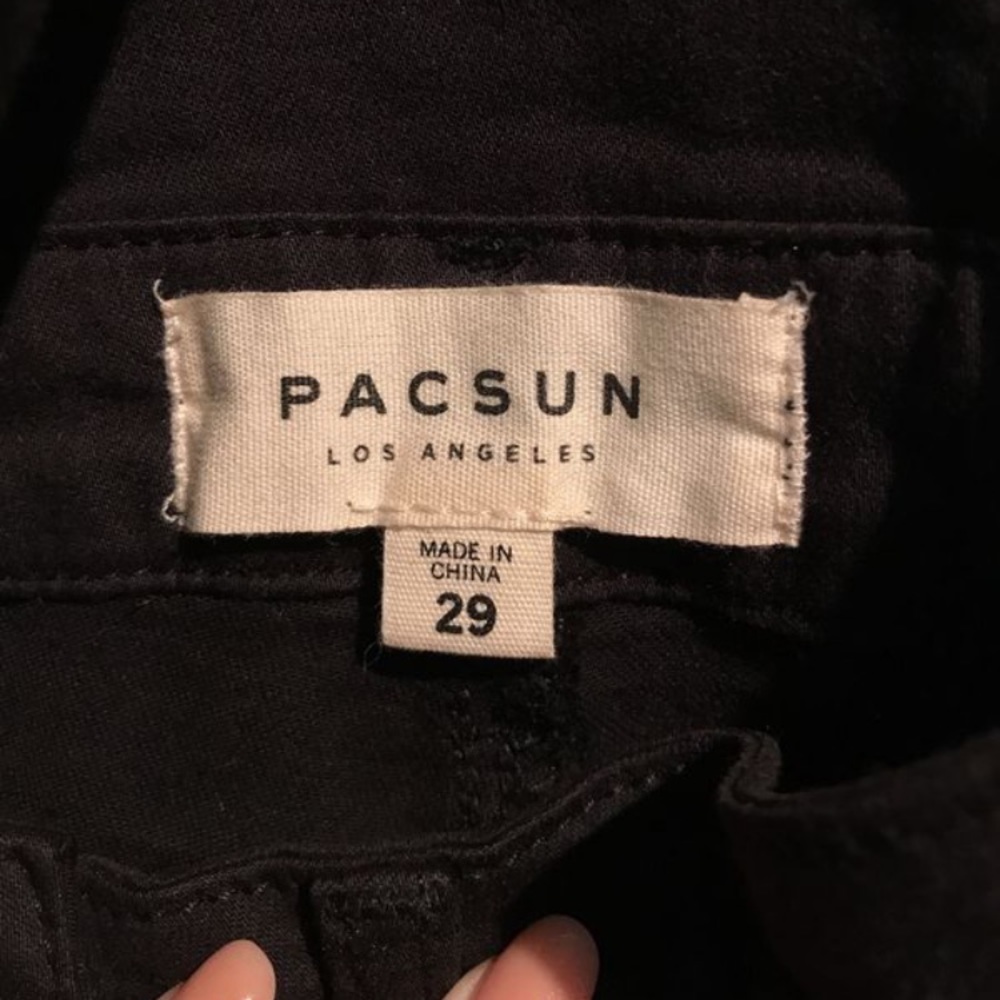 PACSUN
LOS ANGELES
MADE IN
CHINA
29